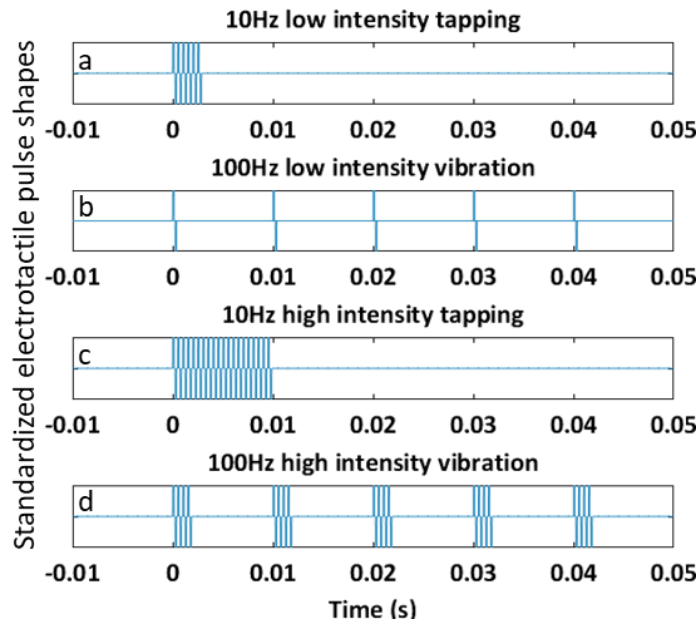 Standardized electrotactile pulse shapes
10Hz low intensity tapping
a
-0.01 0 0.01 0.02 0.03 0.04 0.05
100Hz low intensity vibration
b
-0.01 0 0.01 0.02 0.03 0.04 0.05
10Hz high intensity tapping
c
-0.01 0 0.01 0.02 0.03 0.04 0.05
100Hz high intensity vibration
d
-0.01 0 0.01 0.02 0.03 0.04 0.05
Time (s)